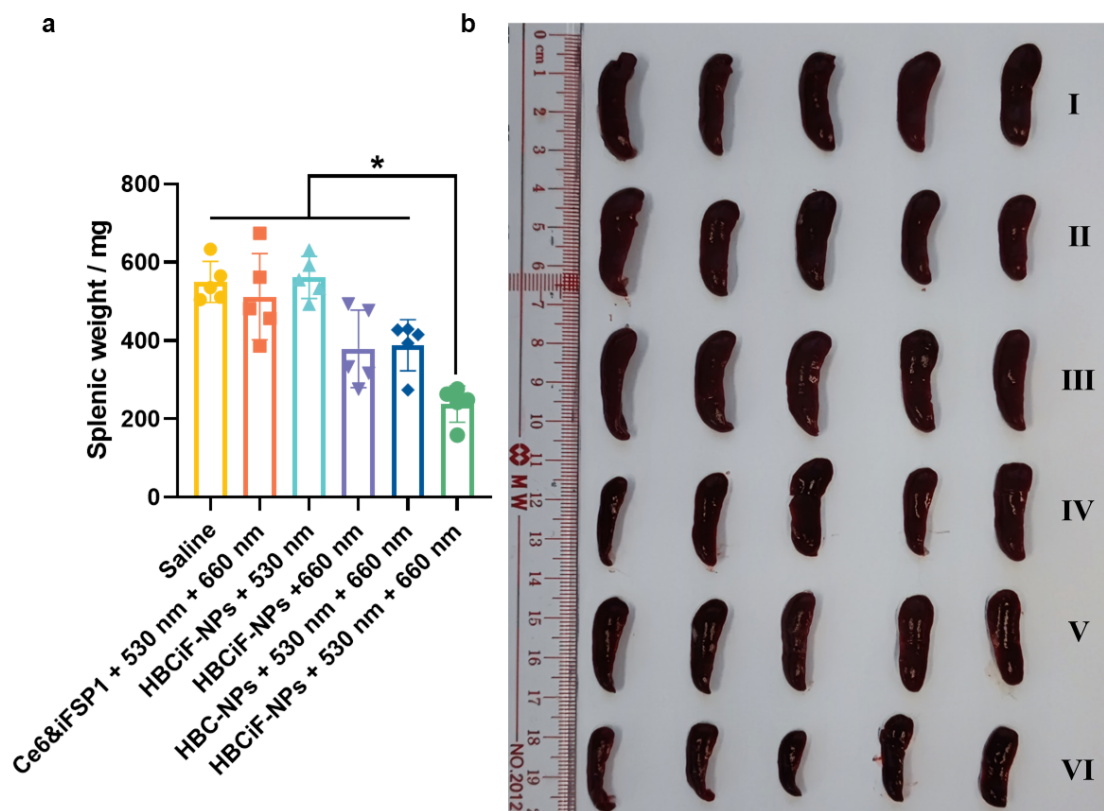 a
b
*
800
600
400
200
0
Splenic weight / mg
Saline
Ce6&iFSP1 + 530 nm + 660 nm
HBCiF-NPs + 530 nm
HBCiF-NPs +660 nm
HBC-NPs + 530 nm + 660 nm
HBCiF-NPs + 530 nm + 660 nm
0 cm
1
2
3
4
5
6
7
8
9
10
11
12
13
14
15
16
17
18
19
MW
NO.2012
I
II
III
IV
V
VI